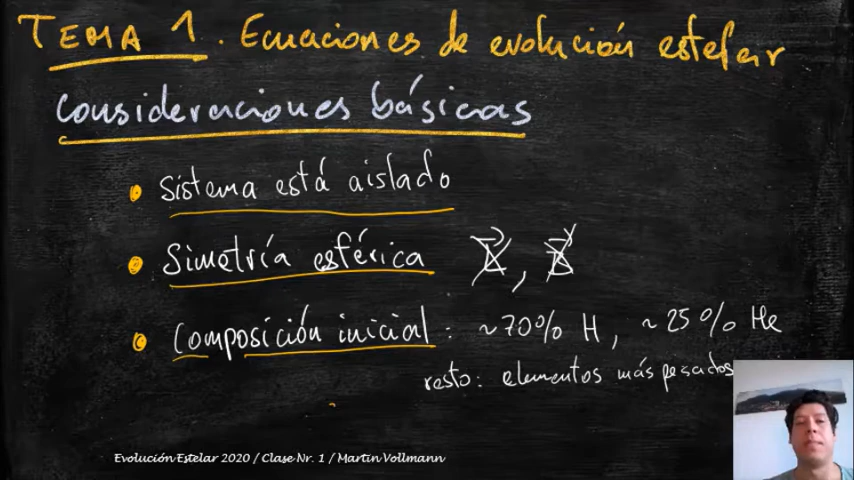 TEMA 1. Ecuaciones de evolución estelar
Consideraciones básicas
• Sistema está aislado
• Simetría esférica
• Composición inicial: ~70% H, ~25% He
resto: elementos más pesados
Evolución Estelar 2020 / Clase Nr. 1 / Martin Vollmann